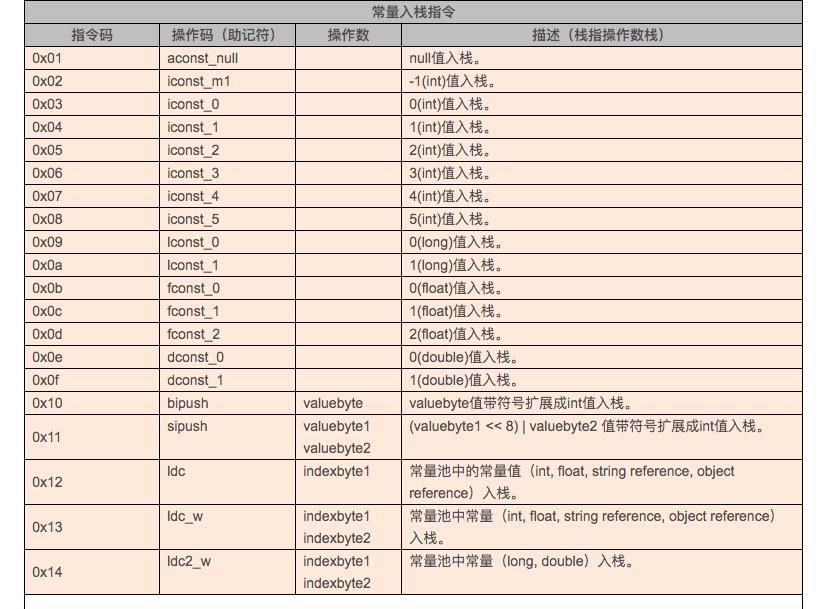 常量入栈指令
指令码 操作码（助记符） 操作数 描述（栈指操作数栈）
0x01 aconst_null null值入栈。
0x02 iconst_m1 -1(int)值入栈。
0x03 iconst_0 0(int)值入栈。
0x04 iconst_1 1(int)值入栈。
0x05 iconst_2 2(int)值入栈。
0x06 iconst_3 3(int)值入栈。
0x07 iconst_4 4(int)值入栈。
0x08 iconst_5 5(int)值入栈。
0x09 lconst_0 0(long)值入栈。
0x0a lconst_1 1(long)值入栈。
0x0b fconst_0 0(float)值入栈。
0x0c fconst_1 1(float)值入栈。
0x0d fconst_2 2(float)值入栈。
0x0e dconst_0 0(double)值入栈。
0x0f dconst_1 1(double)值入栈。
0x10 bipush valuebyte valuebyte值带符号扩展成int值入栈。
0x11 sipush valuebyte1 (valuebyte1 << 8) | valuebyte2 值带符号扩展成int值入栈。
valuebyte2
0x12 ldc indexbyte1 常量池中的常量值（int, float, string reference, object
reference）入栈。
0x13 ldc_w indexbyte1 常量池中常量（int, float, string reference, object reference）
indexbyte2 入栈。
0x14 ldc2_w indexbyte1 常量池中常量（long, double）入栈。
indexbyte2